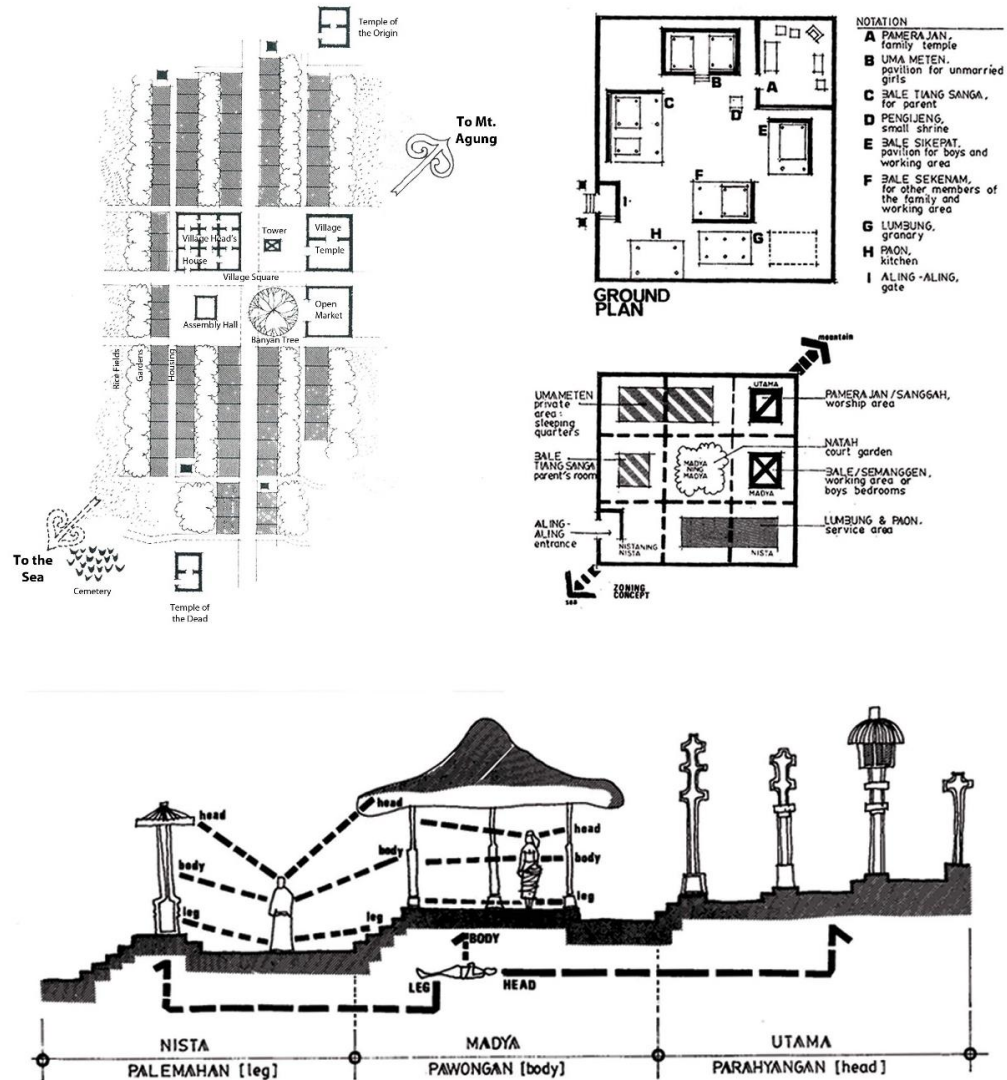 Temple of
the Origin
To Mt.
Agung
Village Head's
House
Tower
Village
Temple
Village Square
Assembly Hall
Banyan Tree
Open
Market
Rice Fields
Gardens
Housing
To the
Sea
Cemetery
Temple of
the Dead
A
B
C
D
E
F
G
H
I
GROUND
PLAN
NOTATION
A PAMERAJAN,
family temple
B UMA METEN,
pavilion for unmarried
girls
C BALE TIANG SANGA,
for parent
D PENGIJENG,
small shrine
E BALE SIKEPAT,
pavilion for boys and
working area
F BALE SEKENAM,
for other members of
the family and
working area
G LUMBUNG,
granary
H PAON,
kitchen
I ALING-ALING,
gate
mountain
UMAMETEN
private
area:
sleeping
quarters
BALE
TIANG SANGA
parent's room
ALING-
ALING
entrance
UTAMA
MADYA
NING
MADYA
MADYA
NISTANING
NISTA
NISTA
PAMERAJAN/SANGGAH,
worship area
NATAH
court garden
BALE/SEMANGGEN,
working area or
boys bedrooms
LUMBUNG & PAON,
service area
sea
ZONING
CONCEPT
head
body
leg
head
body
leg
head
body
leg
BODY
LEG
HEAD
NISTA
MADYA
UTAMA
PALEMAHAN [leg]
PAWONGAN [body]
PARAHYANGAN [head]